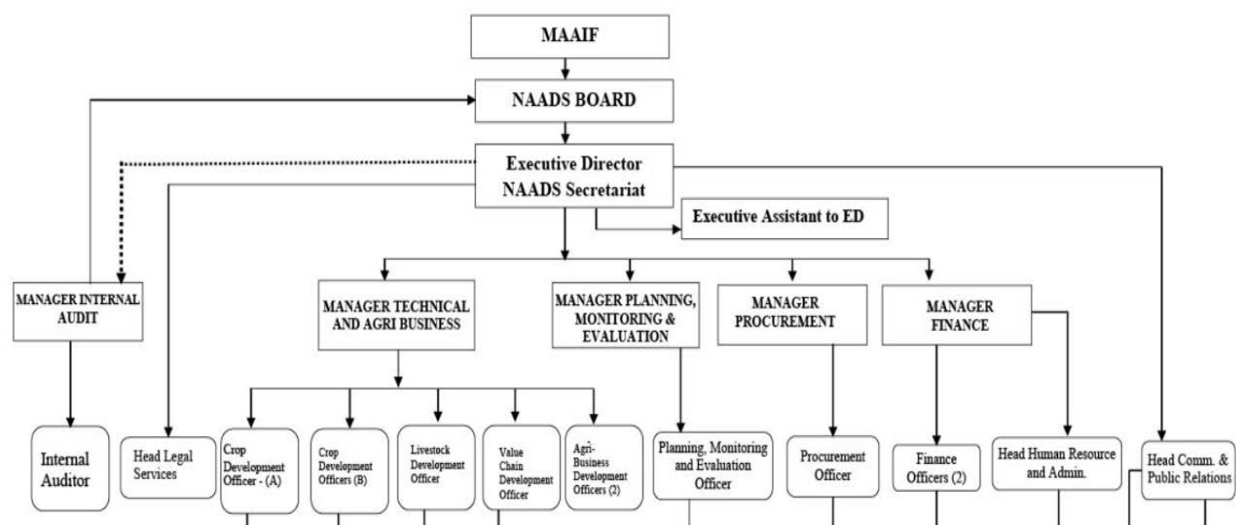 MAAIF
NAADS BOARD
Executive Director
NAADS Secretariat
Executive Assistant to ED
MANAGER INTERNAL
AUDIT
MANAGER TECHNICAL
AND AGRI BUSINESS
MANAGER PLANNING,
MONITORING &
EVALUATION
MANAGER
PROCUREMENT
MANAGER
FINANCE
Internal
Auditor
Head Legal
Services
Crop
Development
Officer - (A)
Crop
Development
Officers (B)
Livestock
Development
Officer
Value
Chain
Development
Officer
Agri-
Business
Development
Officers (2)
Planning, Monitoring
and Evaluation
Officer
Procurement
Officer
Finance
Officers (2)
Head Human Resource
and Admin.
Head Comm. &
Public Relations